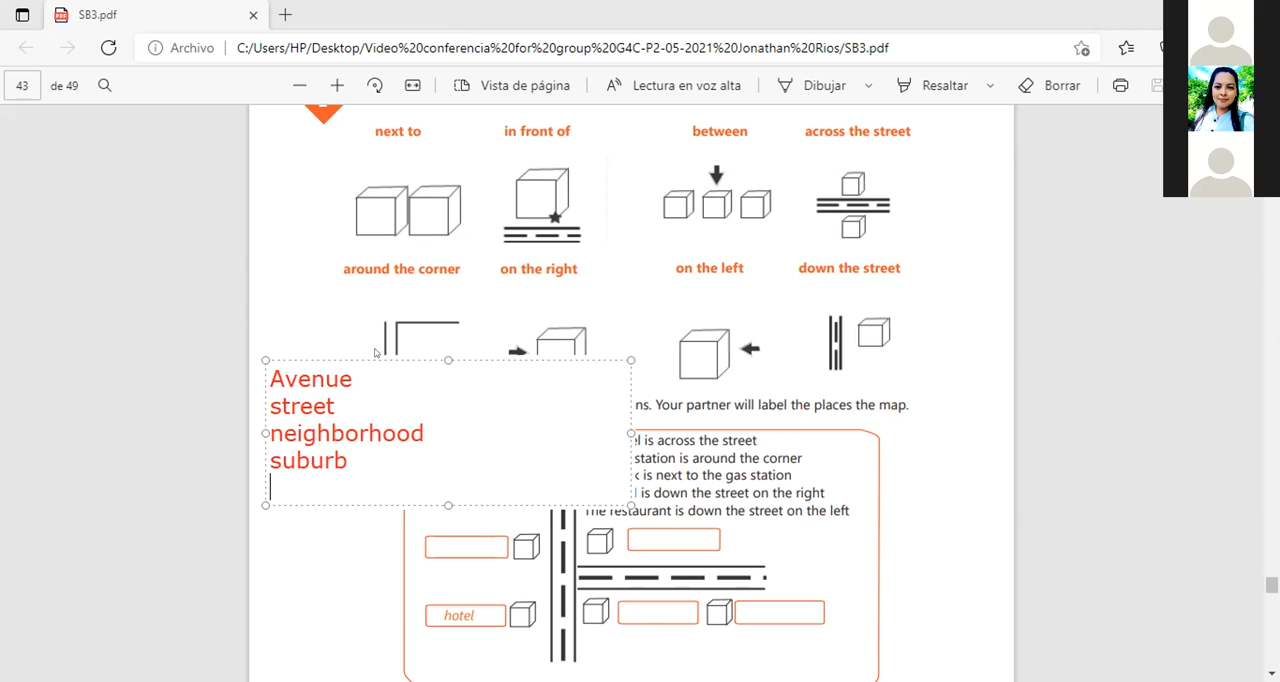 SB3.pdf
Archivo
C:/Users/HP/Desktop/Video%20conferencia%20for%20group%20G4C-P2-05-2021%20Jonathan%20Rios/SB3.pdf
43 de 49
Vista de página
Lectura en voz alta
Dibujar
Resaltar
Borrar
next to in front of between across the street
around the corner on the right on the left down the street
Avenue
street
neighborhood
suburb
ns. Your partner will label the places the map.
l is across the street
station is around the corner
is next to the gas station
is down the street on the right
The restaurant is down the street on the left
hotel